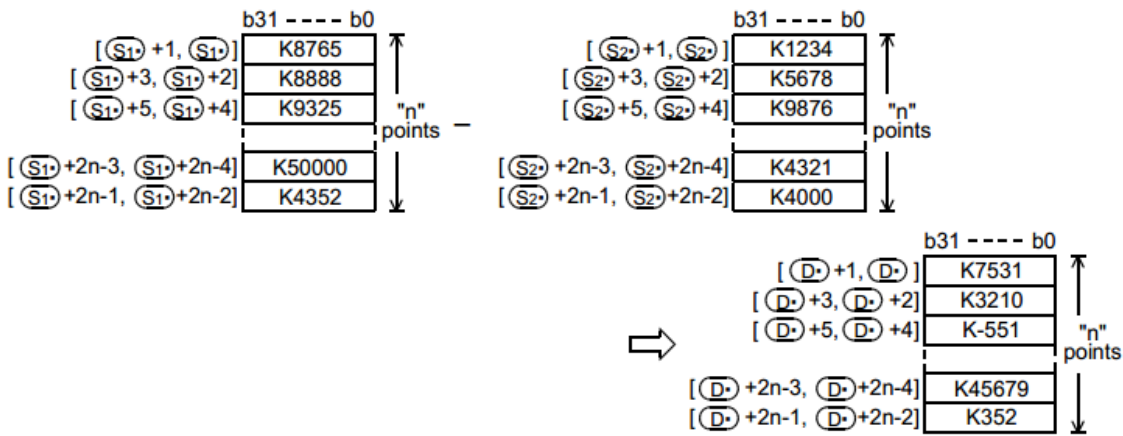 b31 ---- b0 b31 ---- b0
[ S1• +1, S1• ] K8765 [ S2• +1, S2• ] K1234
[ S1• +3, S1• +2] K8888 [ S2• +3, S2• +2] K5678
[ S1• +5, S1• +4] K9325 "n" points – [ S2• +5, S2• +4] K9876 "n" points
[ S1• +2n-3, S1• +2n-4] K50000 [ S2• +2n-3, S2• +2n-4] K4321
[ S1• +2n-1, S1• +2n-2] K4352 [ S2• +2n-1, S2• +2n-2] K4000
b31 ---- b0
[ D• +1, D• ] K7531
[ D• +3, D• +2] K3210
[ D• +5, D• +4] K-551 "n" points
[ D• +2n-3, D• +2n-4] K45679
[ D• +2n-1, D• +2n-2] K352